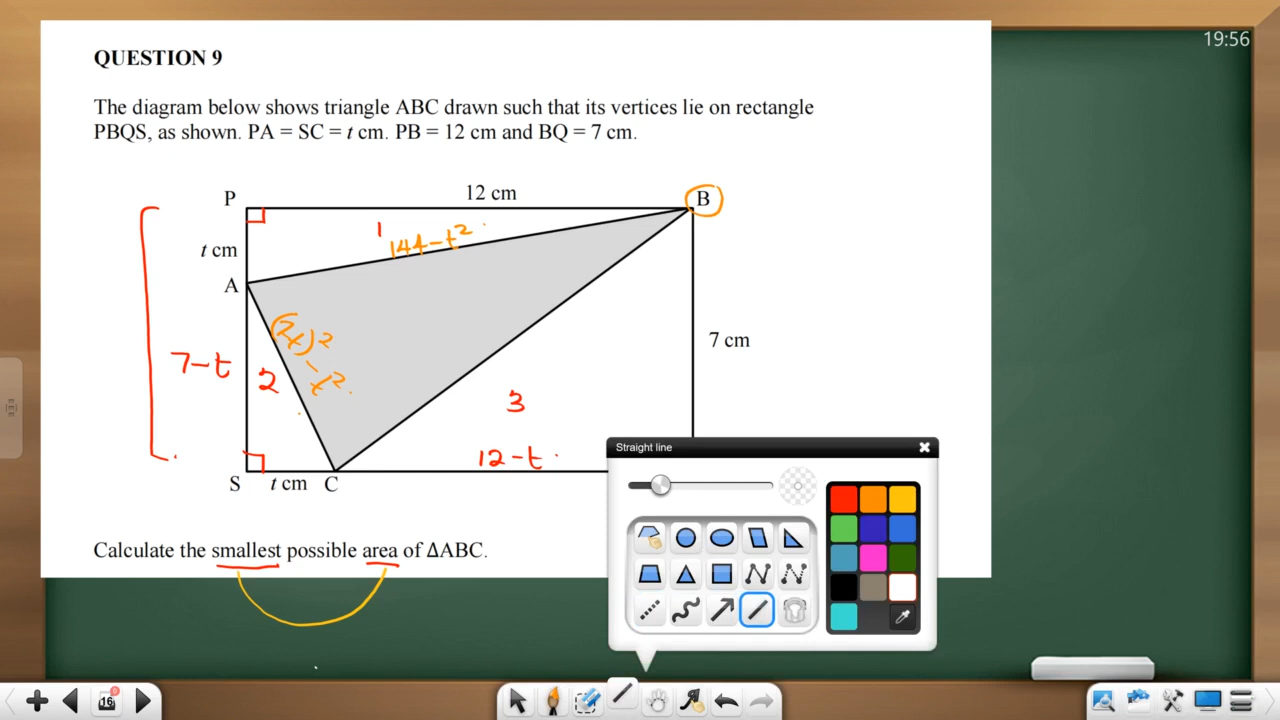 19:56
QUESTION 9
The diagram below shows triangle ABC drawn such that its vertices lie on rectangle
PBQS, as shown. PA = SC = t cm. PB = 12 cm and BQ = 7 cm.
P
12 cm
B
1
144-t²
t cm
A
7-t
2
7 cm
3
12-t
S
t cm
C
Straight line
Calculate the smallest possible area of ΔABC.
16
8